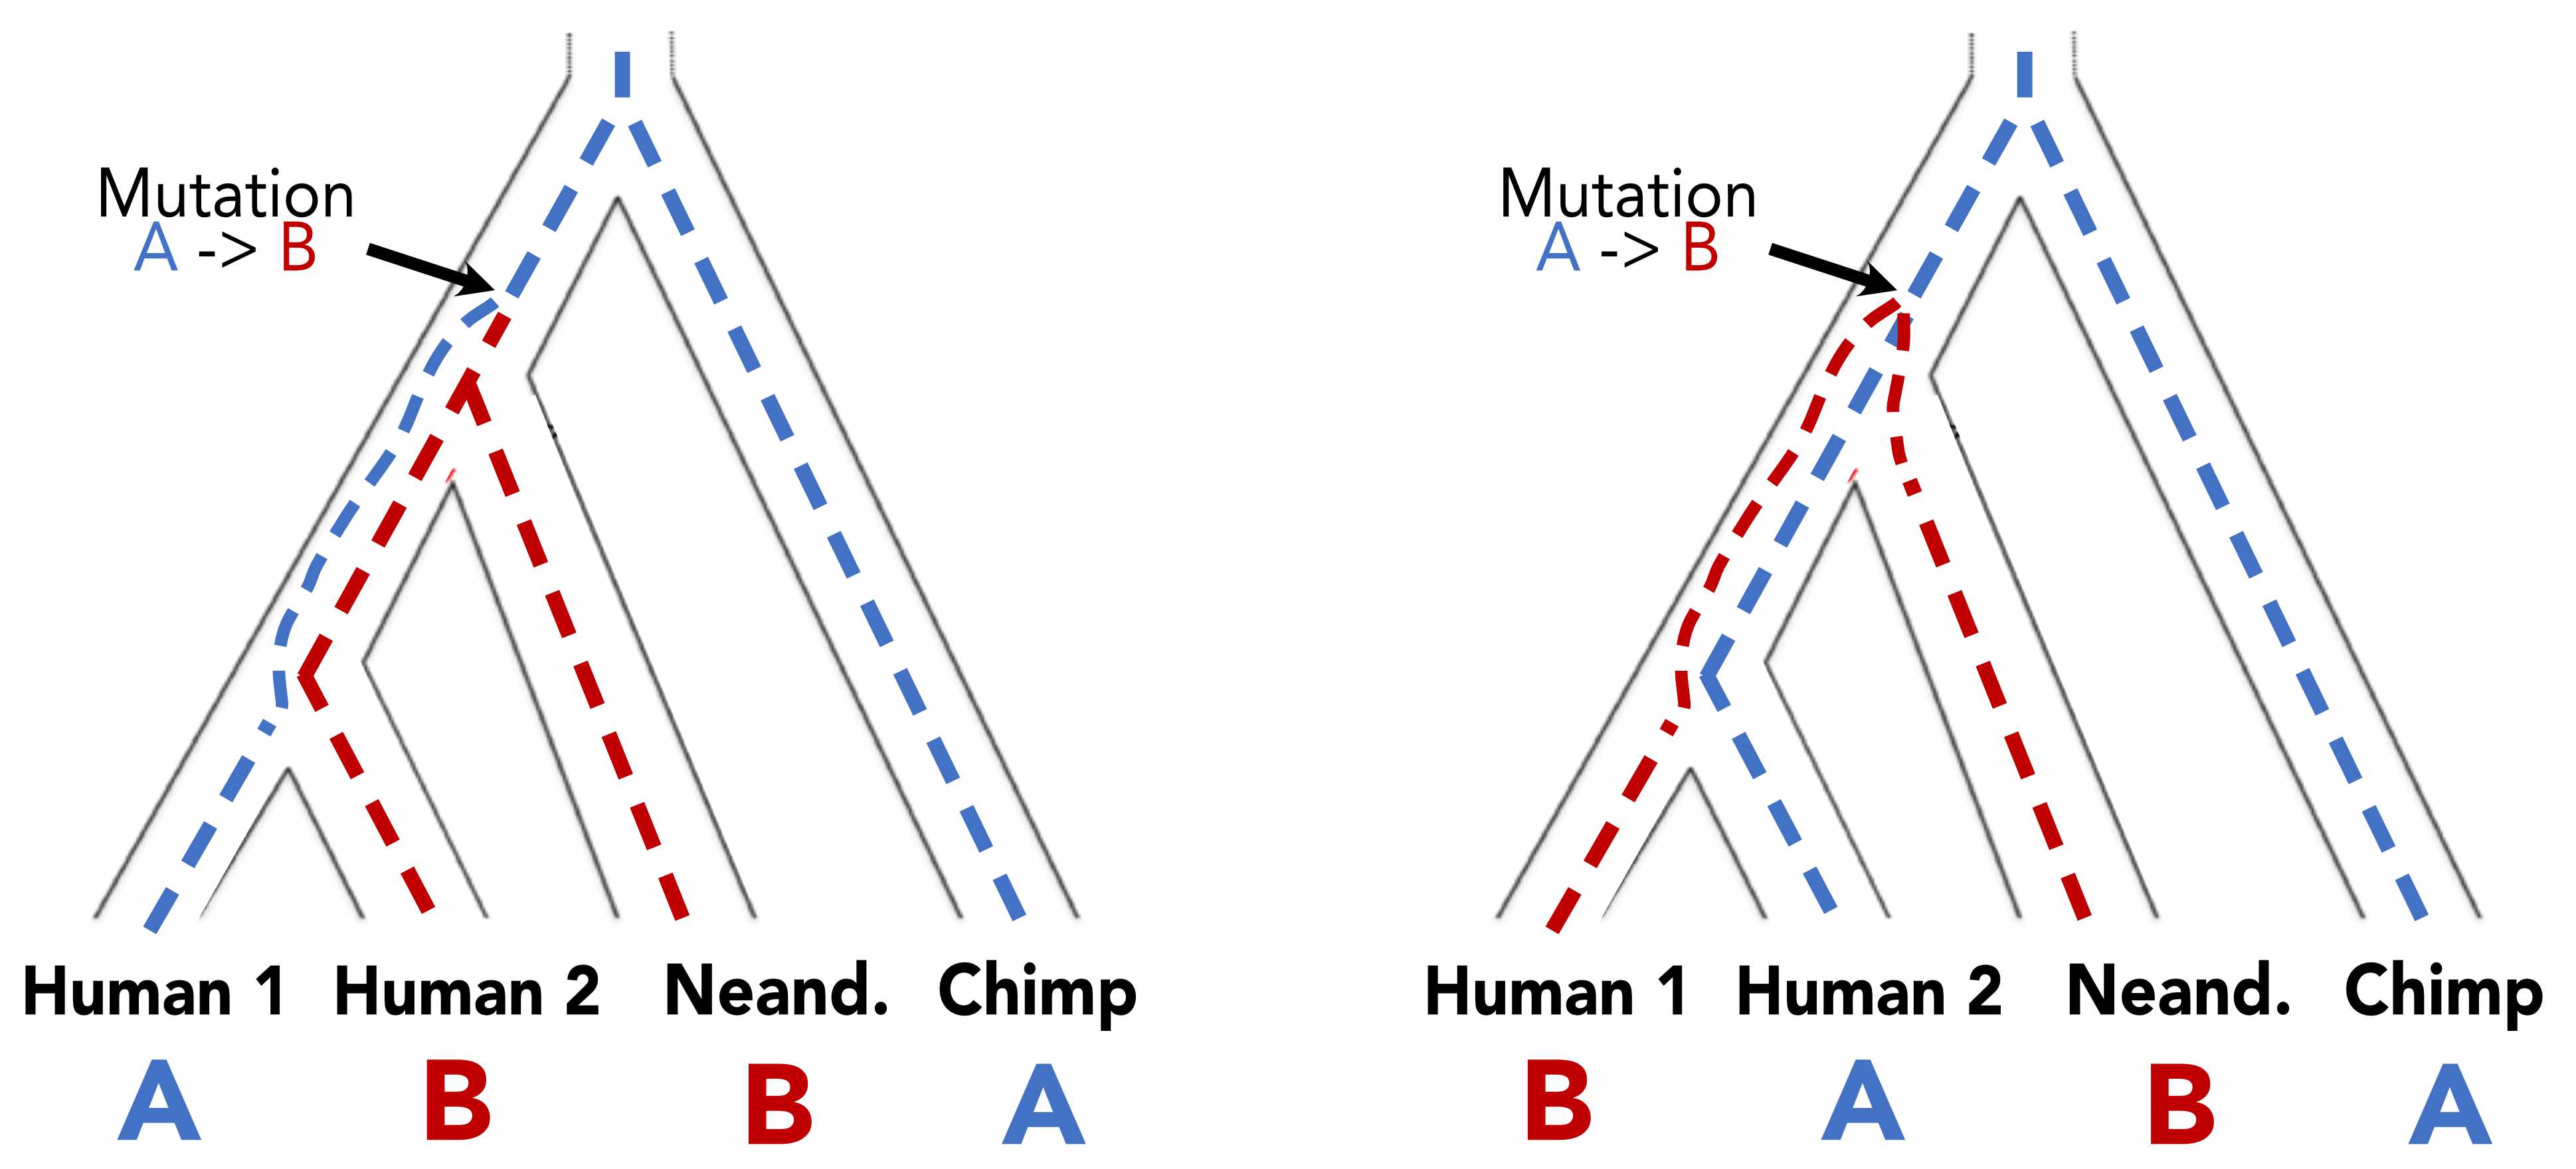 Mutation
A -> B
Human 1 Human 2 Neand. Chimp
A B B A
Mutation
A -> B
Human 1 Human 2 Neand. Chimp
B A B A